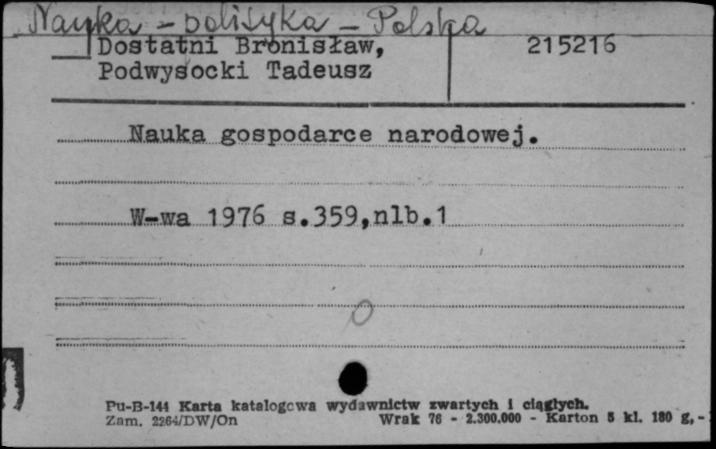 Nauka - polityka - Polska
Dostatni Bronisław, 215216
Podwysocki Tadeusz
Nauka gospodarce narodowej.
W-wa 1976 s.359,nlb.1
Pu-B-144 Karta katalogowa wydawnictw zwartych i ciągłych.
Zam. 2264/DW/On Wrak 76 - 2.300.000 - Karton 5 kl. 180 g,-